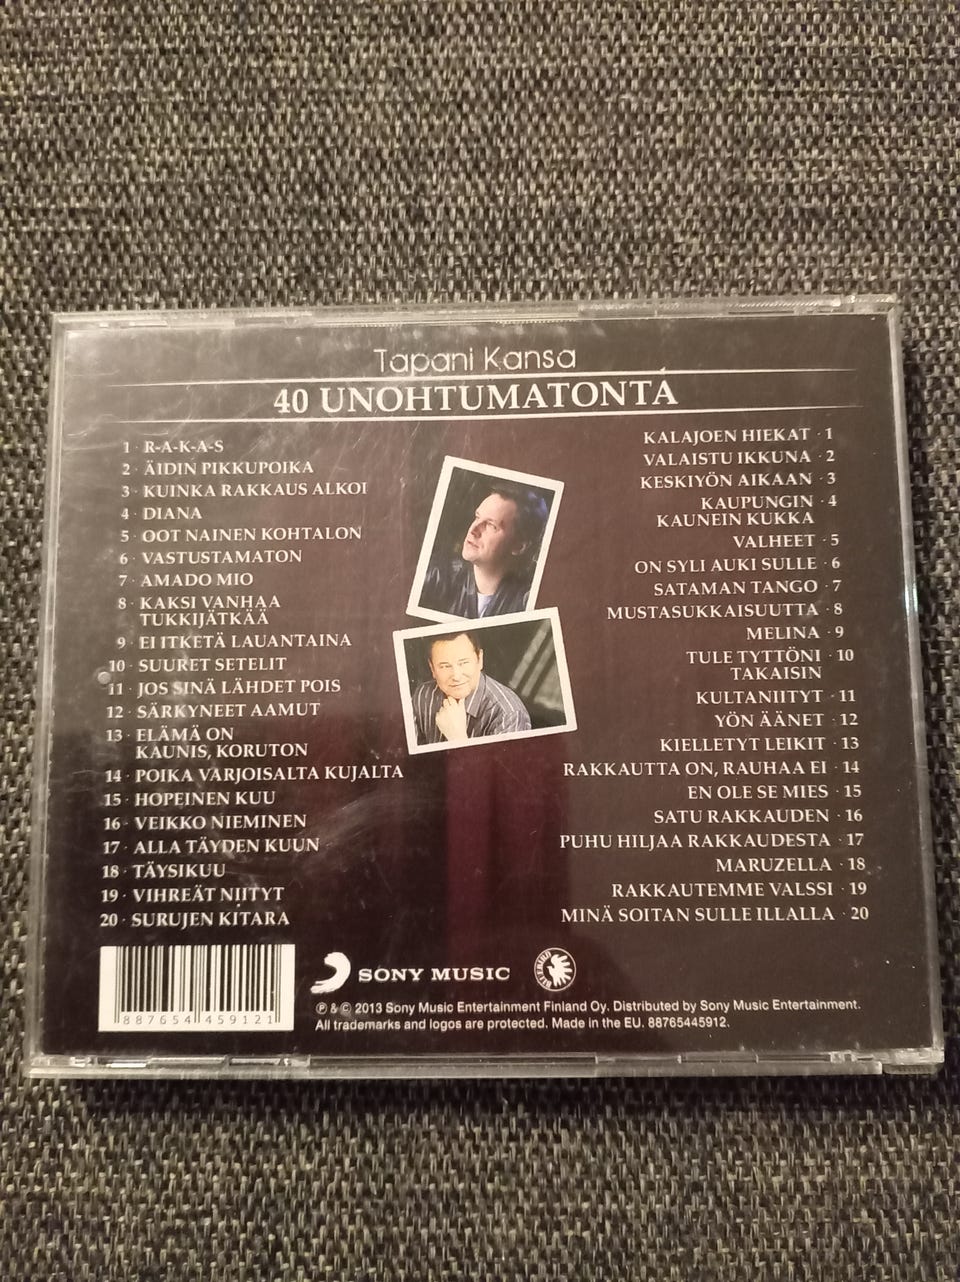 Tapani Kansa
40 UNOHTUMATONTA
1 · R-A-K-A-S
2 · ÄIDIN PIKKUPOIKA
3 · KUINKA RAKKAUS ALKOI
4 · DIANA
5 · OOT NAINEN KOHTALON
6 · VASTUSTAMATON
7 · AMADO MIO
8 · KAKSI VANHAA
TUKKIJÄTKÄÄ
9 · EI ITKETÄ LAUANTAINA
10 · SUURET SETELIT
11 · JOS SINÄ LÄHDET POIS
12 · SÄRKYNEET AAMUT
13 · ELÄMÄ ON
KAUNIS, KORUTON
14 · POIKA VARJOISALTA KUJALTA
15 · HOPEINEN KUU
16 · VEIKKO NIEMINEN
17 · ALLA TÄYDEN KUUN
18 · TÄYSIKUU
19 · VIHREÄT NIITYT
20 · SURUJEN KITARA
KALAJOEN HIEKAT · 1
VALAISTU IKKUNA · 2
KESKIYÖN AIKAAN · 3
KAUPUNGIN · 4
KAUNEIN KUKKA
VALHEET · 5
ON SYLI AUKI SULLE · 6
SATAMAN TANGO · 7
MUSTASUKKAISUUTTA · 8
MELINA · 9
TULE TYTTÖNI · 10
TAKAISIN
KULTANIITYT · 11
YÖN ÄÄNET · 12
KIELLETYT LEIKIT · 13
RAKKAUTTA ON, RAUHAA EI · 14
EN OLE SE MIES · 15
SATU RAKKAUDEN · 16
PUHU HILJAA RAKKAUDESTA · 17
MARUZELLA · 18
RAKKAUTEMME VALSSI · 19
MINÄ SOITAN SULLE ILLALLA · 20
887654 459121
SONY MUSIC
BLUEBIRD
℗ & © 2013 Sony Music Entertainment Finland Oy. Distributed by Sony Music Entertainment.
All trademarks and logos are protected. Made in the EU. 88765445912.